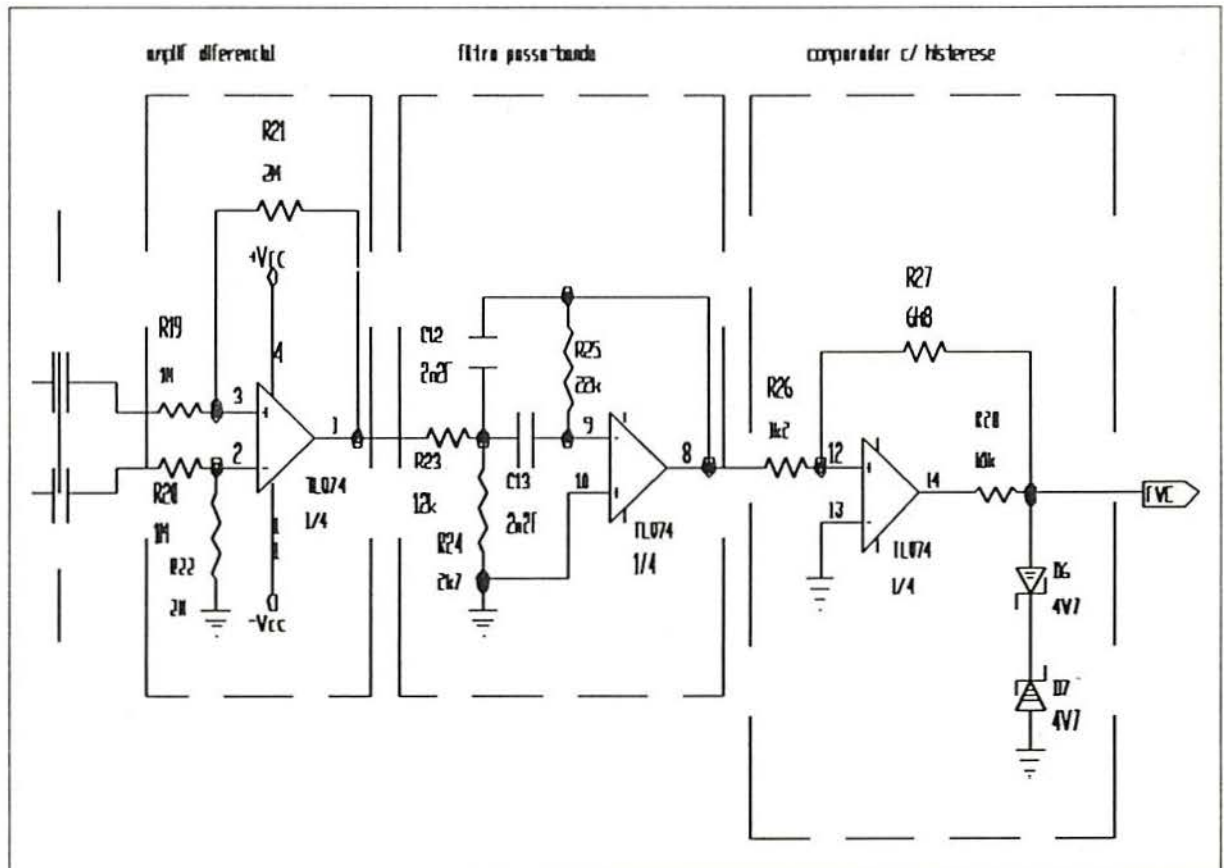 amplif diferencial
filtro passa-banda
comparador c/ histerese
R21
2M
+Vcc
R19
1M
4
3
2
1
R20
1M
R22
2M
1
1
-Vcc
TL074
1/4
C12
2n2F
R25
22k
R23
12k
C13
2n2F
R24
2k7
9
10
8
TL074
1/4
R27
6k8
R26
1k2
12
13
14
R28
10k
TL074
1/4
D6
4V7
D7
4V7